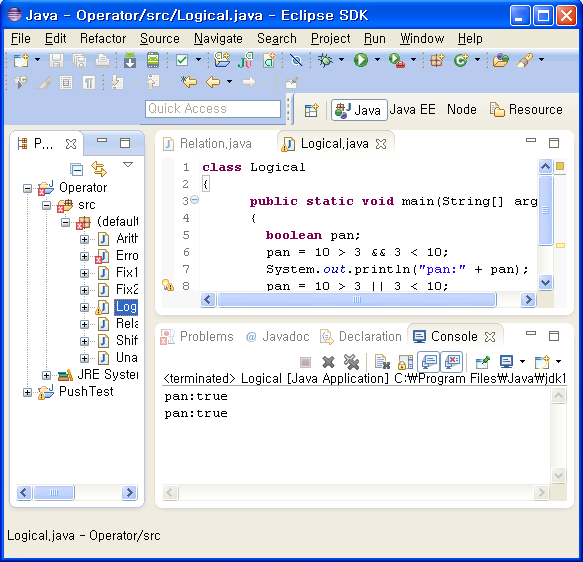 Java - Operator/src/Logical.java - Eclipse SDK
File Edit Refactor Source Navigate Search Project Run Window Help
Quick Access
Java Java EE Node Resource
P...
Operator
src
(default
Arith
Erro
Fix1
Fix2
Log
Rela
Shif
Una
JRE System
PushTest
Relation.java Logical.java
1 class Logical
2 {
3 public static void main(String[] arg
4 {
5 boolean pan;
6 pan = 10 > 3 && 3 < 10;
7 System.out.println("pan:" + pan);
8 pan = 10 > 3 || 3 < 10;
Problems @ Javadoc Declaration Console
<terminated> Logical [Java Application] C:₩Program Files₩Java₩jdk1
pan:true
pan:true
Logical.java - Operator/src